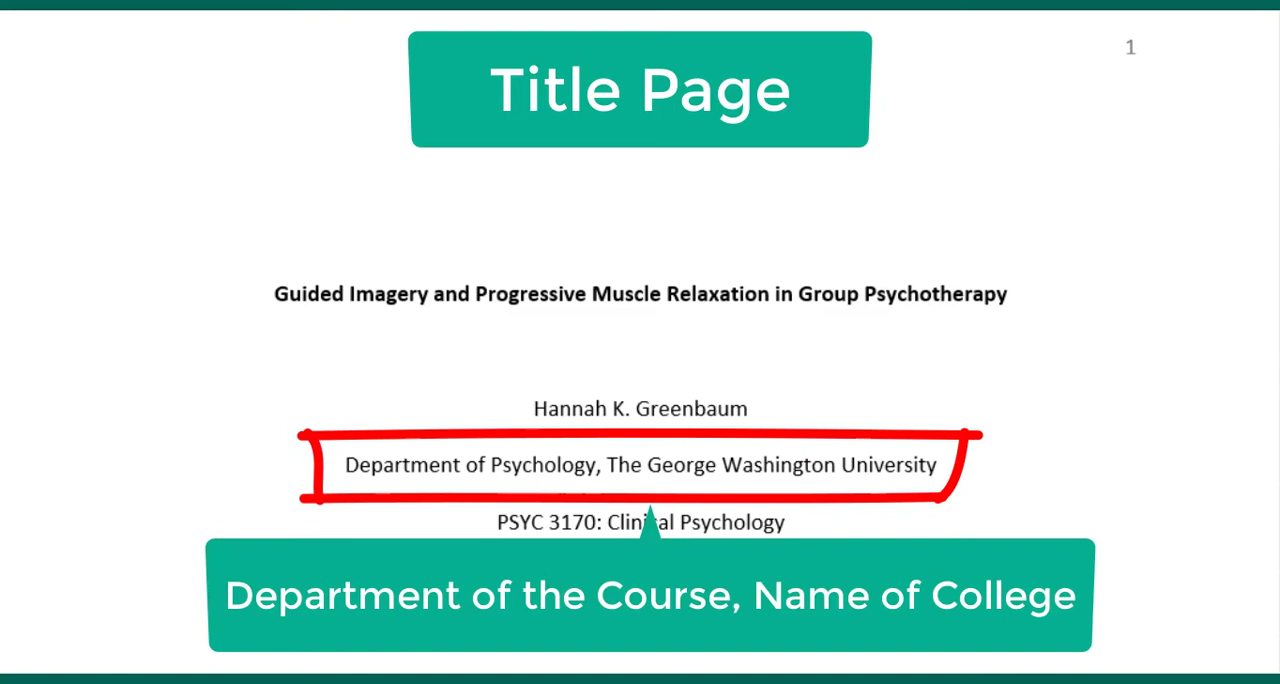 1
Title Page
Guided Imagery and Progressive Muscle Relaxation in Group Psychotherapy
Hannah K. Greenbaum
Department of Psychology, The George Washington University
PSYC 3170: Clinical Psychology
Department of the Course, Name of College